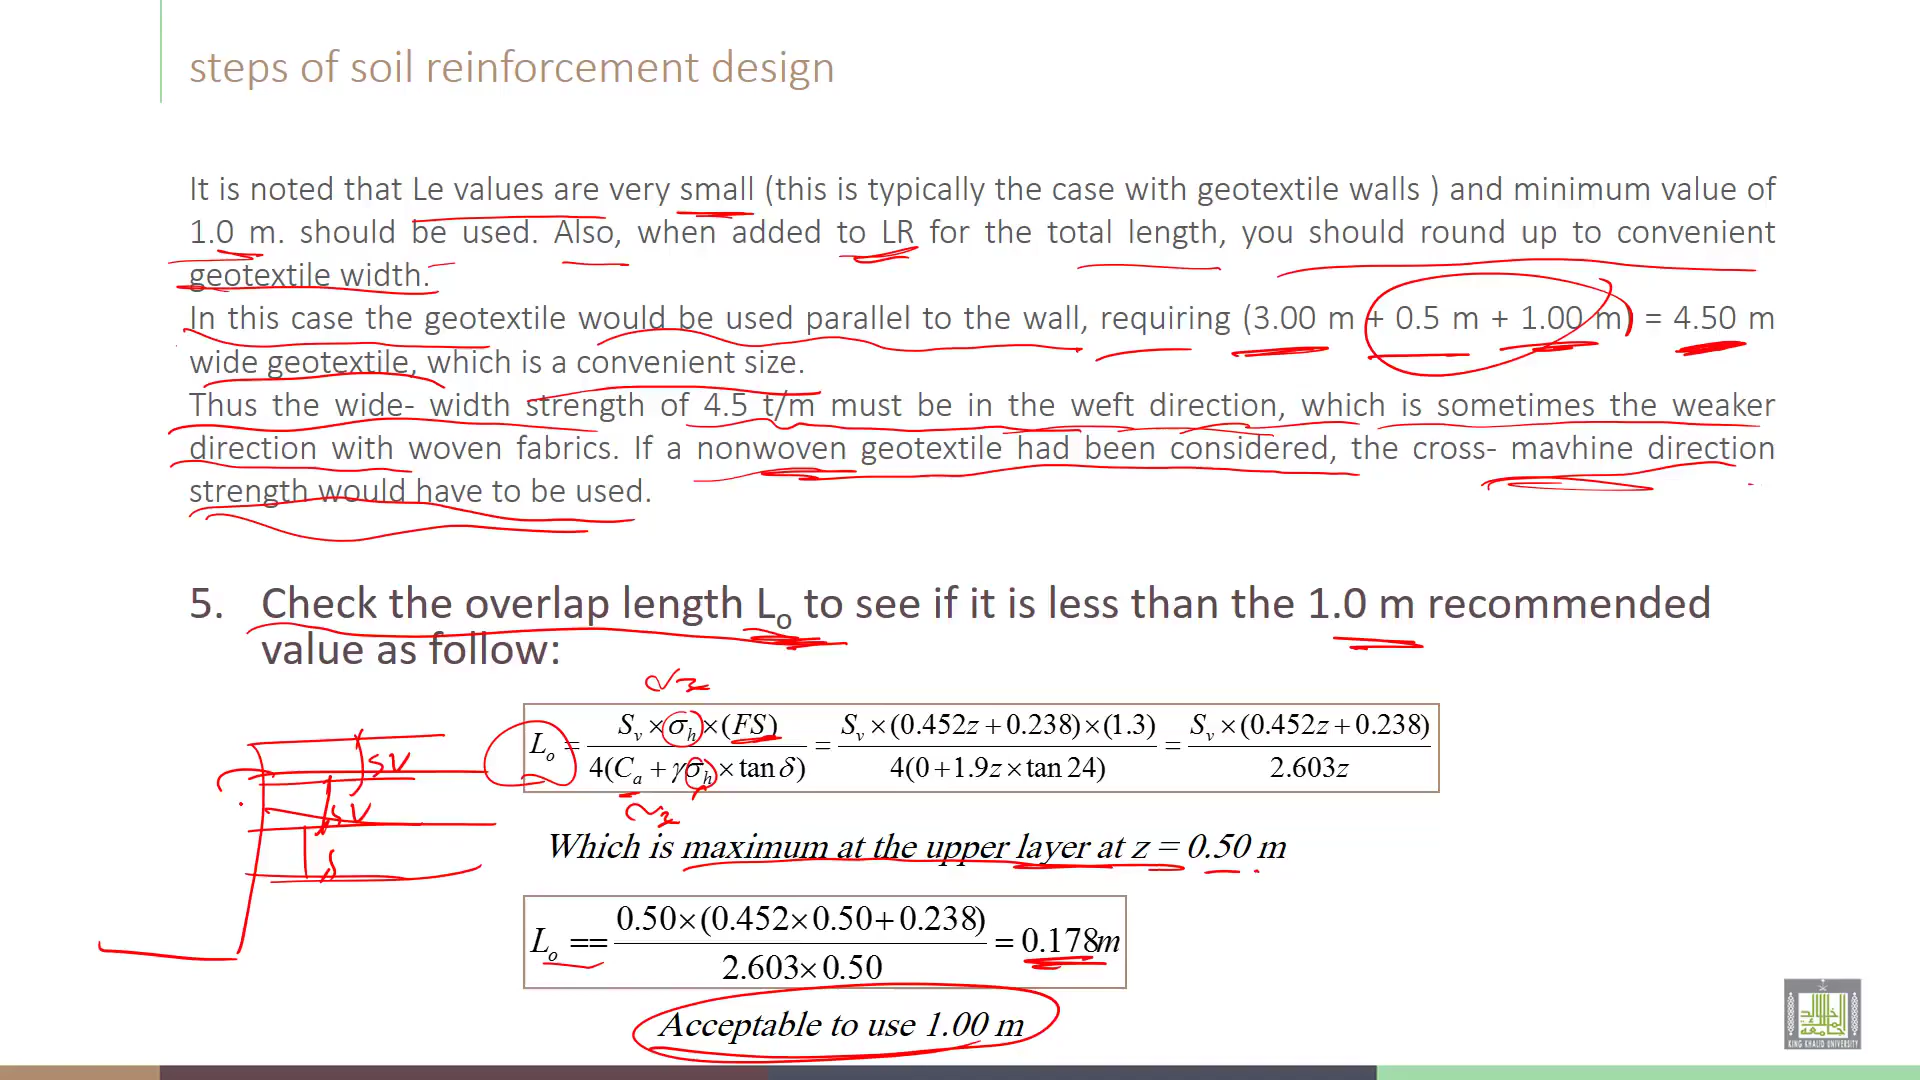 steps of soil reinforcement design
It is noted that Le values are very small (this is typically the case with geotextile walls ) and minimum value of
1.0 m. should be used. Also, when added to LR for the total length, you should round up to convenient
geotextile width.
In this case the geotextile would be used parallel to the wall, requiring (3.00 m + 0.5 m + 1.00 m) = 4.50 m
wide geotextile, which is a convenient size.
Thus the wide- width strength of 4.5 t/m must be in the weft direction, which is sometimes the weaker
direction with woven fabrics. If a nonwoven geotextile had been considered, the cross- mavhine direction
strength would have to be used.
5. Check the overlap length Lo to see if it is less than the 1.0 m recommended
value as follow:
Lo = Sv×σh×(FS) / 4(Ca+γσh×tanδ) = Sv×(0.452z+0.238)×(1.3) / 4(0+1.9z×tan24) = Sv×(0.452z+0.238) / 2.603z
SV
SV
Which is maximum at the upper layer at z = 0.50 m
Lo == 0.50×(0.452×0.50+0.238) / 2.603×0.50 = 0.178m
Acceptable to use 1.00 m
KING KHALID UNIVERSITY